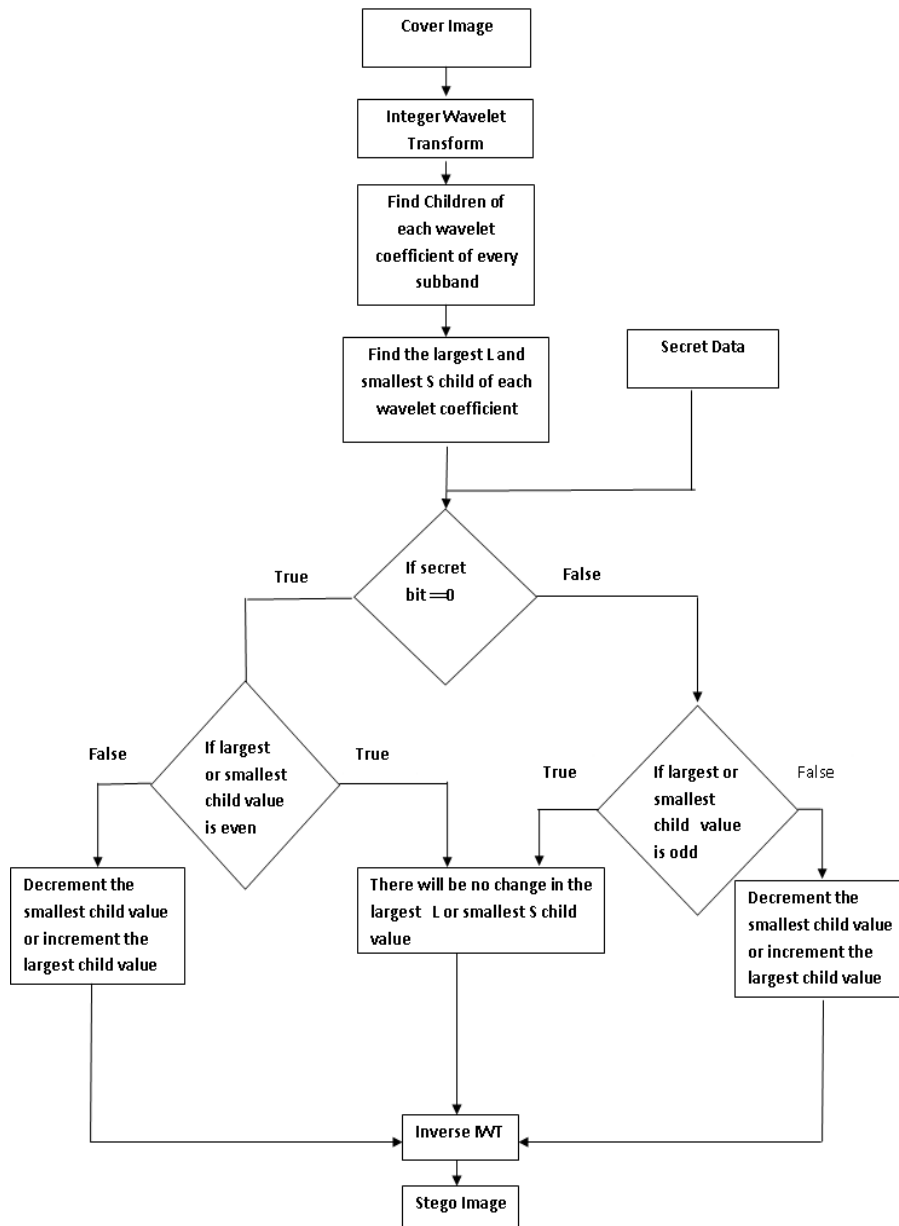 Cover Image
Integer Wavelet
Transform
Find Children of
each wavelet
coefficient of every
subband
Find the largest L and
smallest S child of each
wavelet coefficient
Secret Data
If secret
bit ==0
True
False
If largest
or smallest
child value
is even
False
True
If largest or
smallest
child value
is odd
True
False
Decrement the
smallest child value
or increment the
largest child value
There will be no change in the
largest L or smallest S child
value
Decrement the
smallest child value
or increment the
largest child value
Inverse IWT
Stego Image